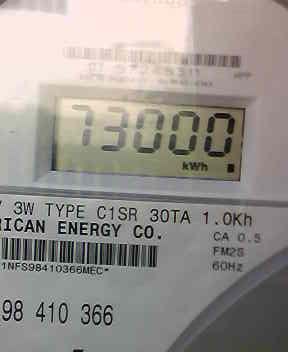 73000
kWh
3W TYPE C1SR 30TA 1.0Kh
RICAN ENERGY CO.
CA 0.5
FM2S
1NFS98410366MEC*
60Hz
98 410 366